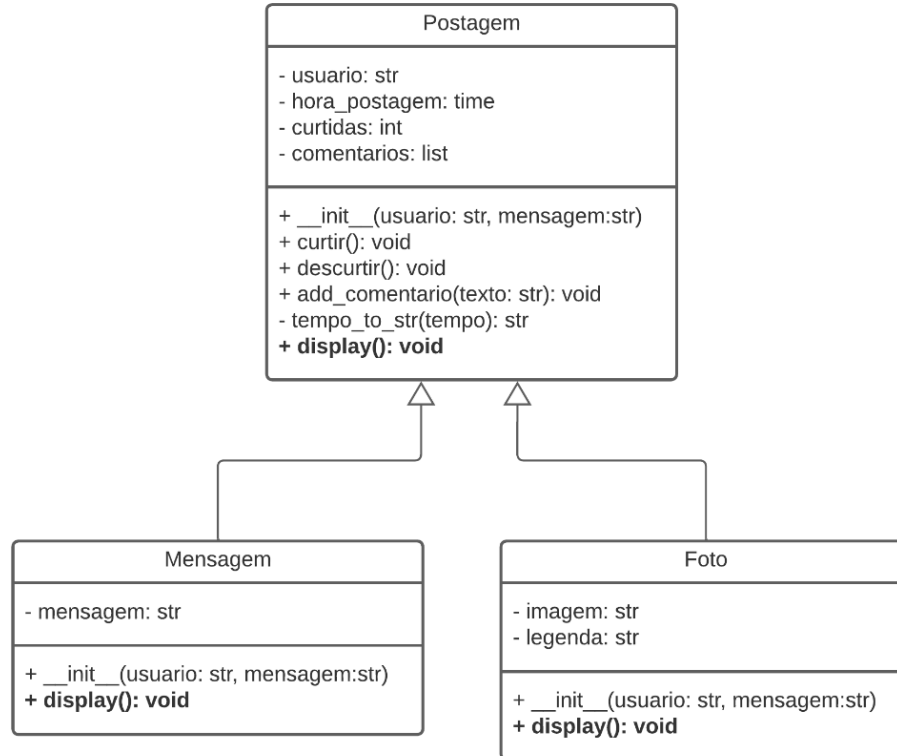 Postagem
- usuario: str
- hora_postagem: time
- curtidas: int
- comentarios: list
+ __init__(usuario: str, mensagem:str)
+ curtir(): void
+ descurtir(): void
+ add_comentario(texto: str): void
- tempo_to_str(tempo): str
+ display(): void
Mensagem
- mensagem: str
+ __init__(usuario: str, mensagem:str)
+ display(): void
Foto
- imagem: str
- legenda: str
+ __init__(usuario: str, mensagem:str)
+ display(): void